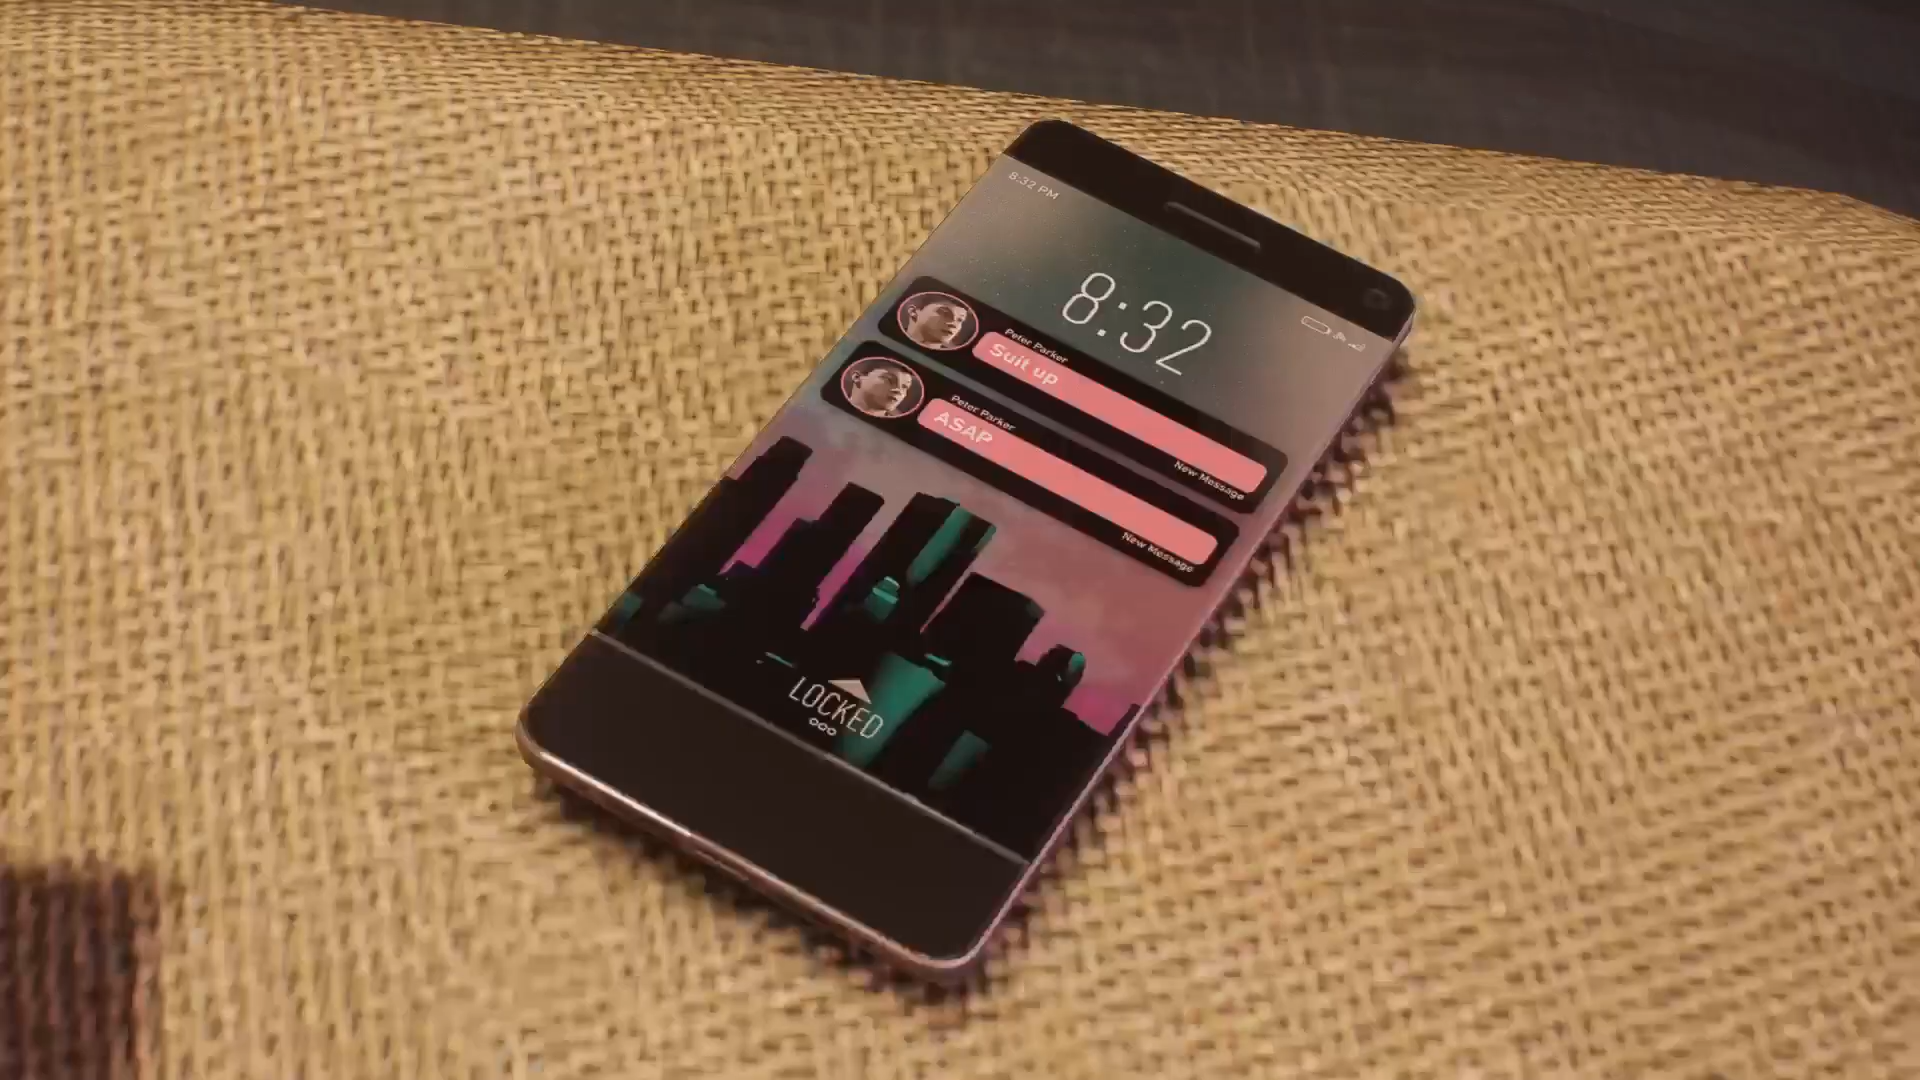 8:32 PM
8:32
Peter Parker
Suit up
New Message
Peter Parker
ASAP
New Message
LOCKED